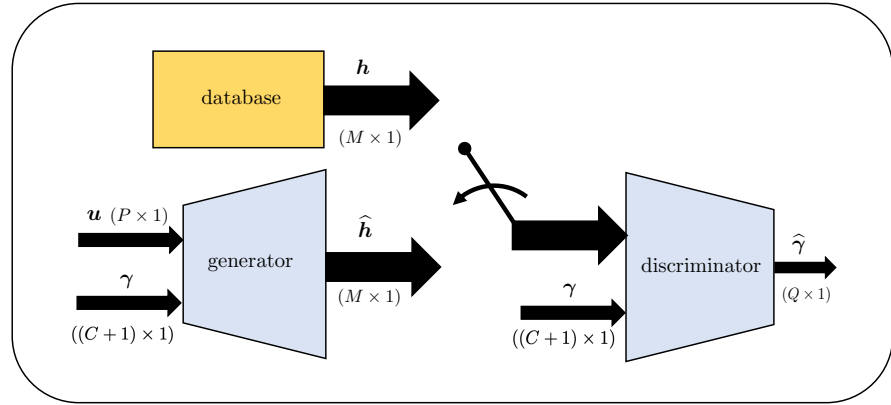 h
database
(M × 1)
u (P × 1)
ĥ
generator
γ
(M × 1)
((C + 1) × 1)
γ̂
discriminator
γ
(Q × 1)
((C + 1) × 1)